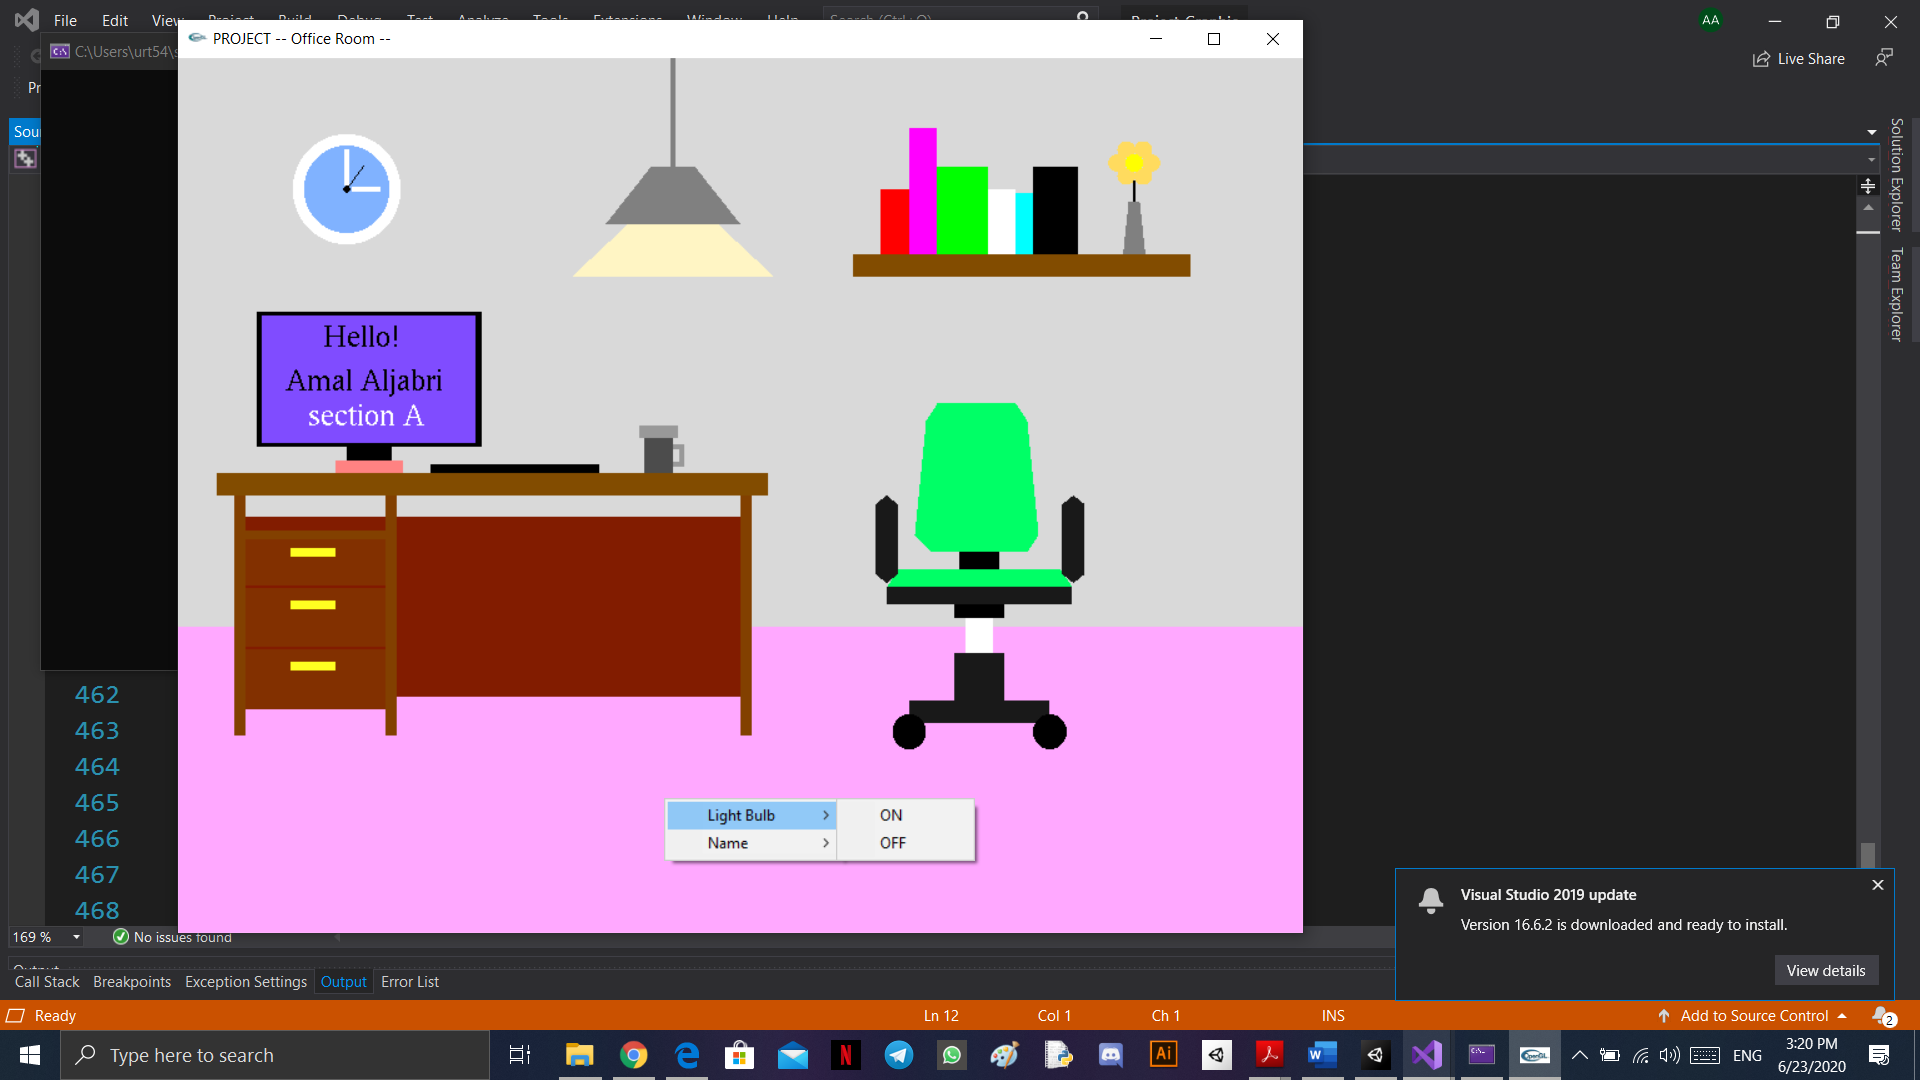 File Edit View Project Build Debug Test Analyze Tools Extensions Window Help Search (Ctrl+Q)
AA
C:\Users\urt54\s
PROJECT -- Office Room --
Live Share
Pr
Sou
Solution Explorer
Team Explorer
Hello!
Amal Aljabri
section A
462
463
464
465
466
467
468
Light Bulb
Name
ON
OFF
Visual Studio 2019 update
Version 16.6.2 is downloaded and ready to install.
View details
169 %
No issues found
Output
Call Stack Breakpoints Exception Settings Output Error List
Ready
Ln 12 Col 1 Ch 1 INS
Add to Source Control
2
Type here to search
ENG
3:20 PM
6/23/2020